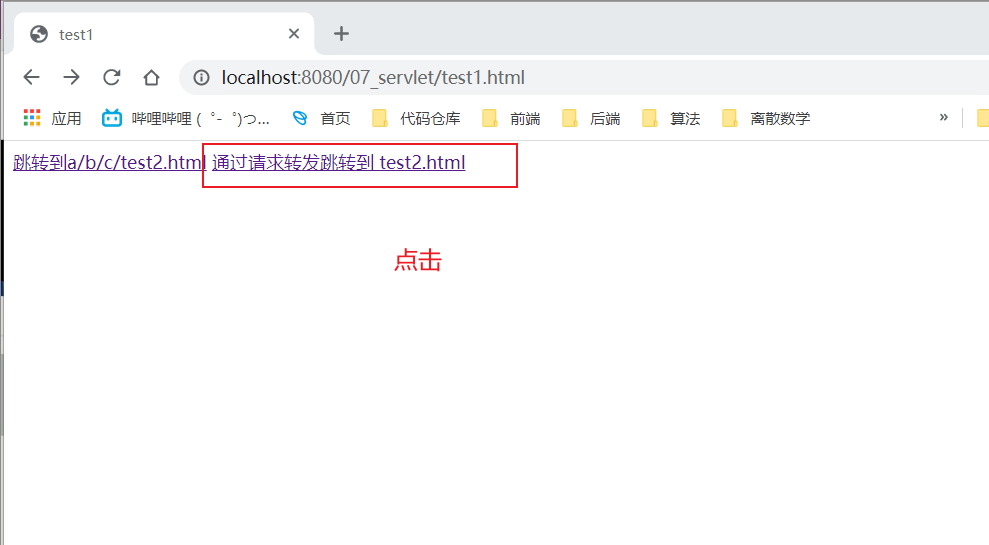 test1
localhost:8080/07_servlet/test1.html
应用 哔哩哔哩 ( ゜- ゜)つ... 首页 代码仓库 前端 后端 算法 离散数学 »
跳转到a/b/c/test2.html 通过请求转发跳转到 test2.html
点击